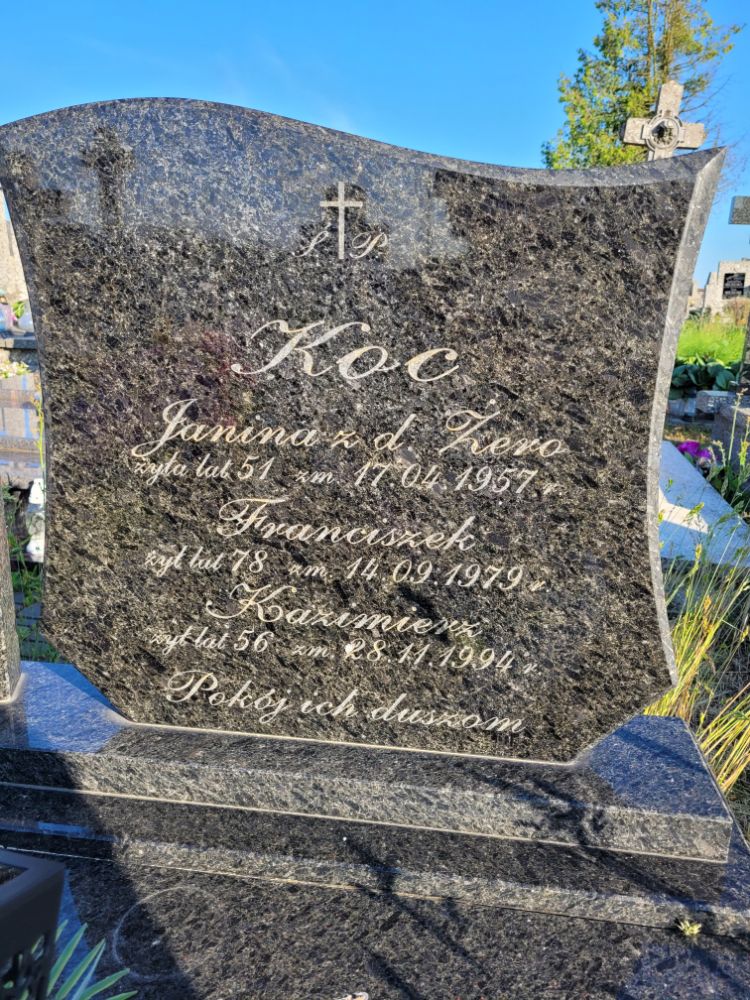 Ś P
Koc
Janina z d. Żero
żyła lat 51 zm. 17.04.1957 r.
Franciszek
żył lat 78 zm. 14.09.1979 r.
Kazimierz
żył lat 56 zm. 28.11.1994 r.
Pokój ich duszom